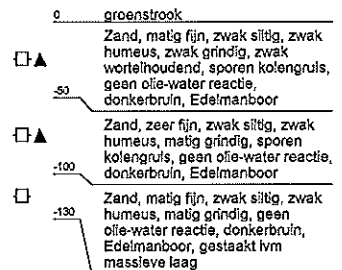 0 groenstrook
Zand, matig fijn, zwak siltig, zwak
humeus, zwak grindig, zwak
wortelhoudend, sporen kolengruis,
geen olie-water reactie,
-50
donkerbruin, Edelmanboor
Zand, zeer fijn, zwak siltig, zwak
humeus, matig grindig, sporen
kolengruis, geen olie-water reactie,
-100
donkerbruin, Edelmanboor
Zand, matig fijn, zwak siltig, zwak
-130
humeus, matig grindig, geen
olie-water reactie, donkerbruin,
Edelmanboor, gestaakt ivm
massieve laag